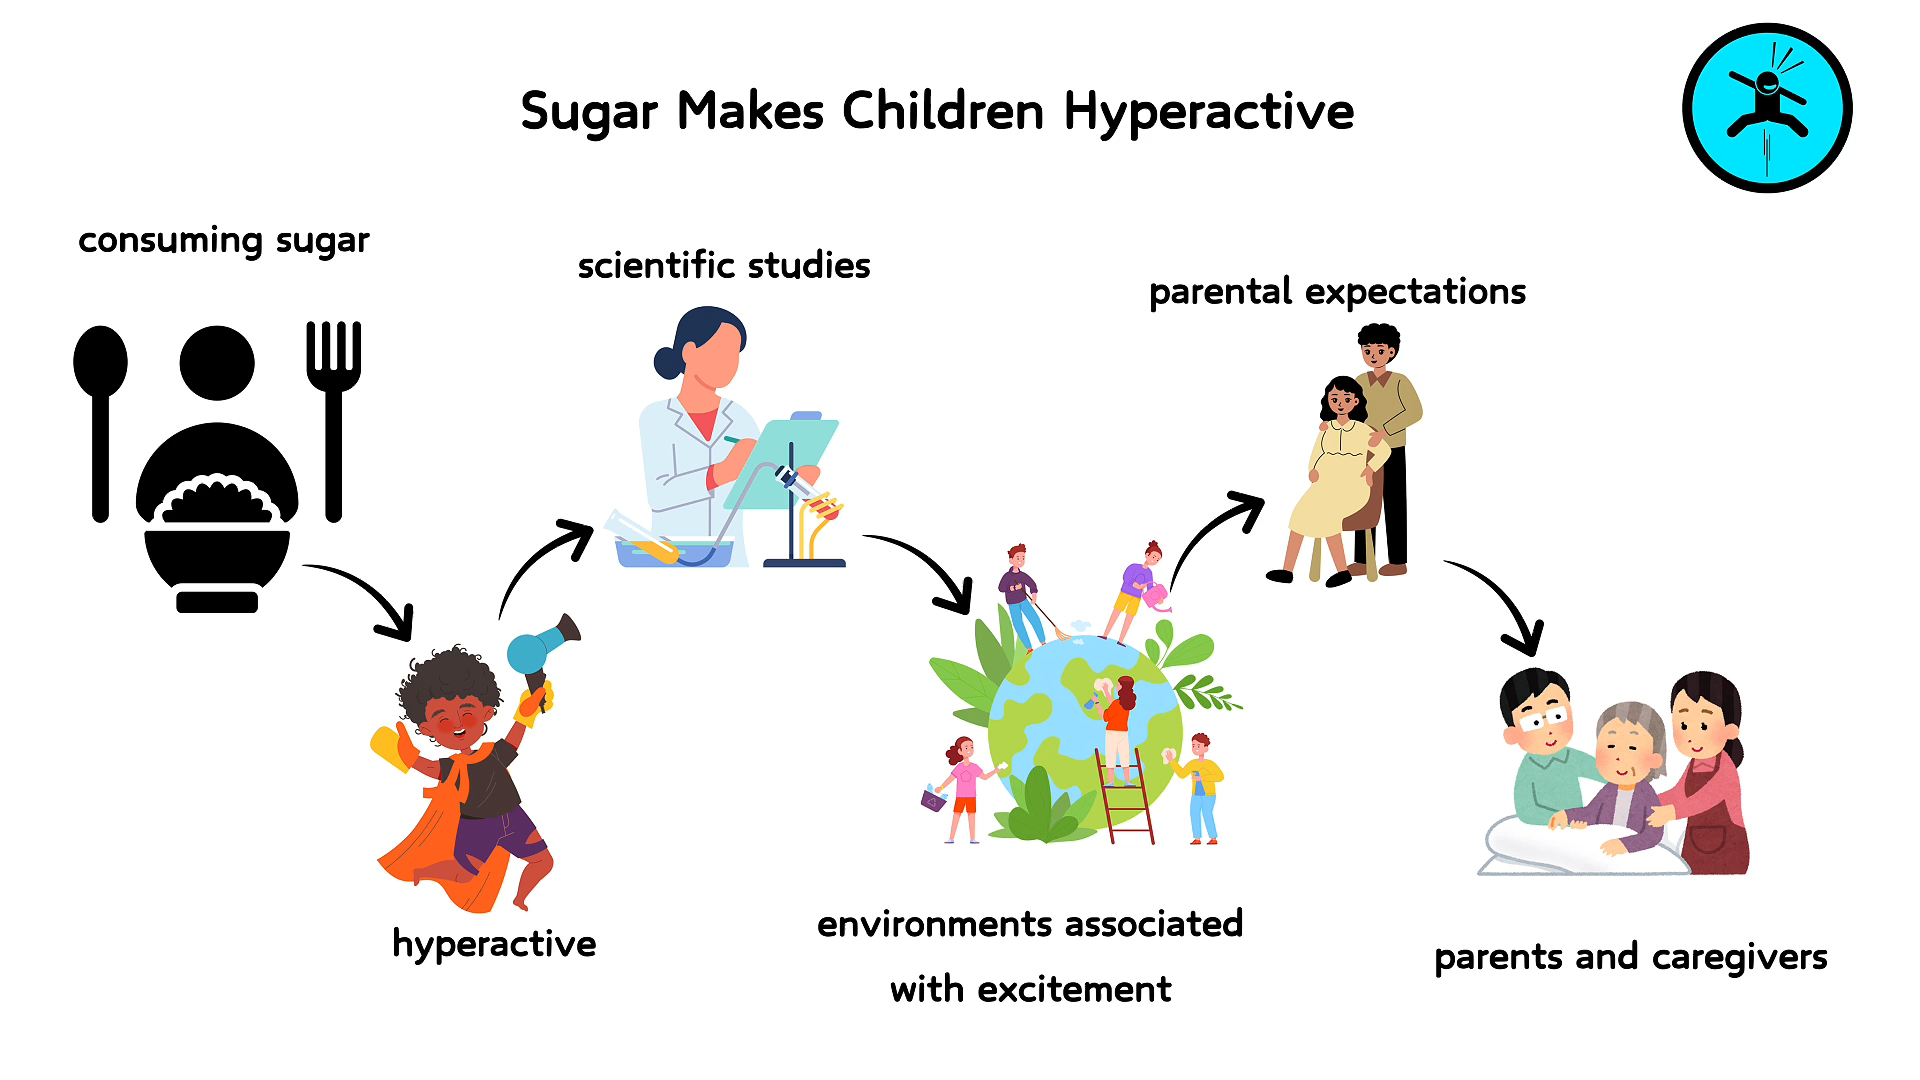 Sugar Makes Children Hyperactive
consuming sugar
scientific studies
parental expectations
hyperactive
environments associated
with excitement
parents and caregivers